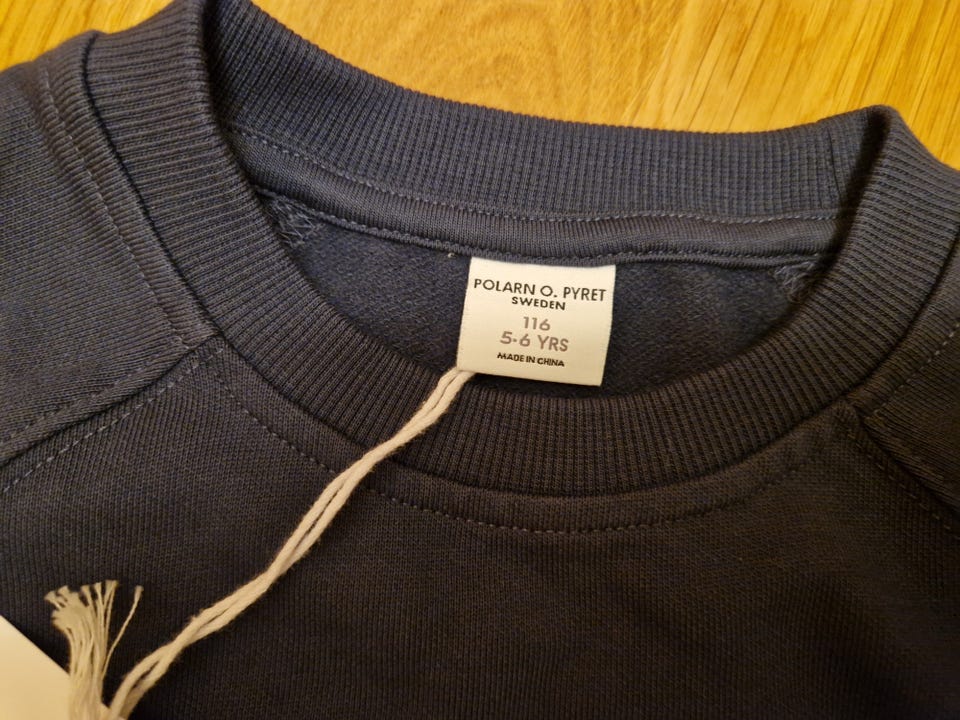 POLARN O. PYRET
SWEDEN
116
5-6 YRS
MADE IN CHINA